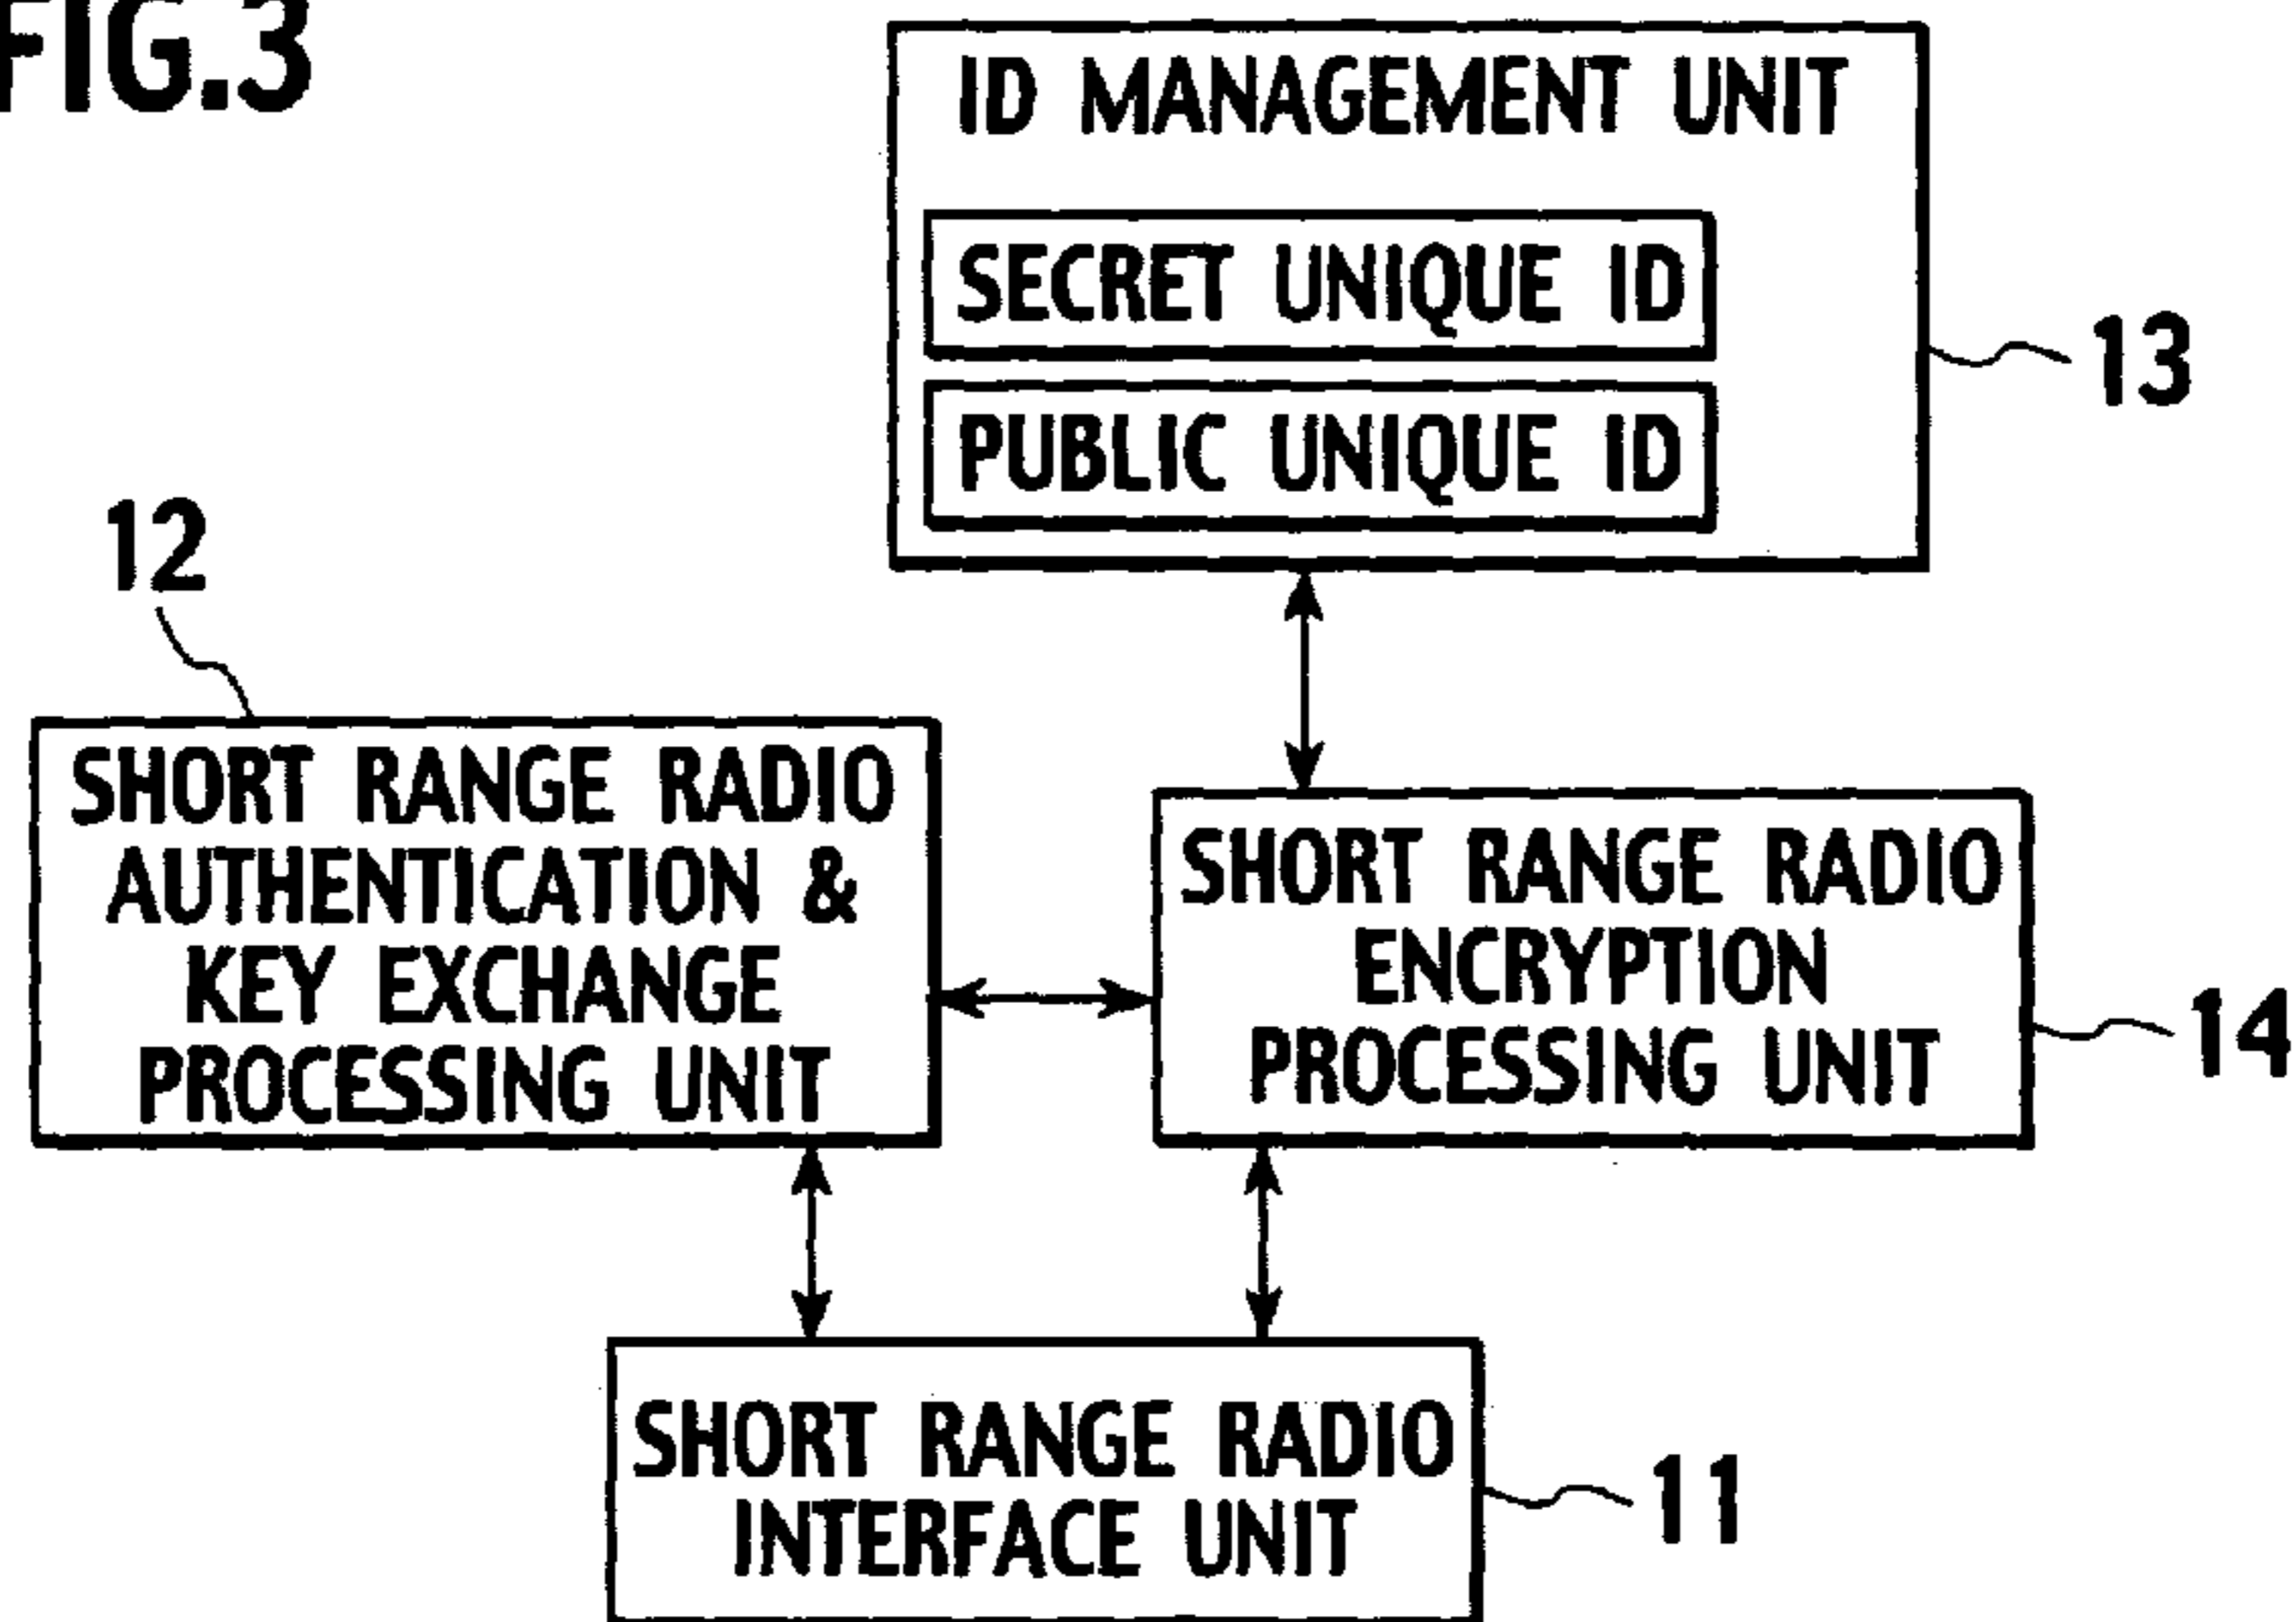 FIG.3
ID MANAGEMENT UNIT
SECRET UNIQUE ID
PUBLIC UNIQUE ID
13
12
SHORT RANGE RADIO
AUTHENTICATION &
KEY EXCHANGE
PROCESSING UNIT
SHORT RANGE RADIO
ENCRYPTION
PROCESSING UNIT
14
SHORT RANGE RADIO
INTERFACE UNIT
11